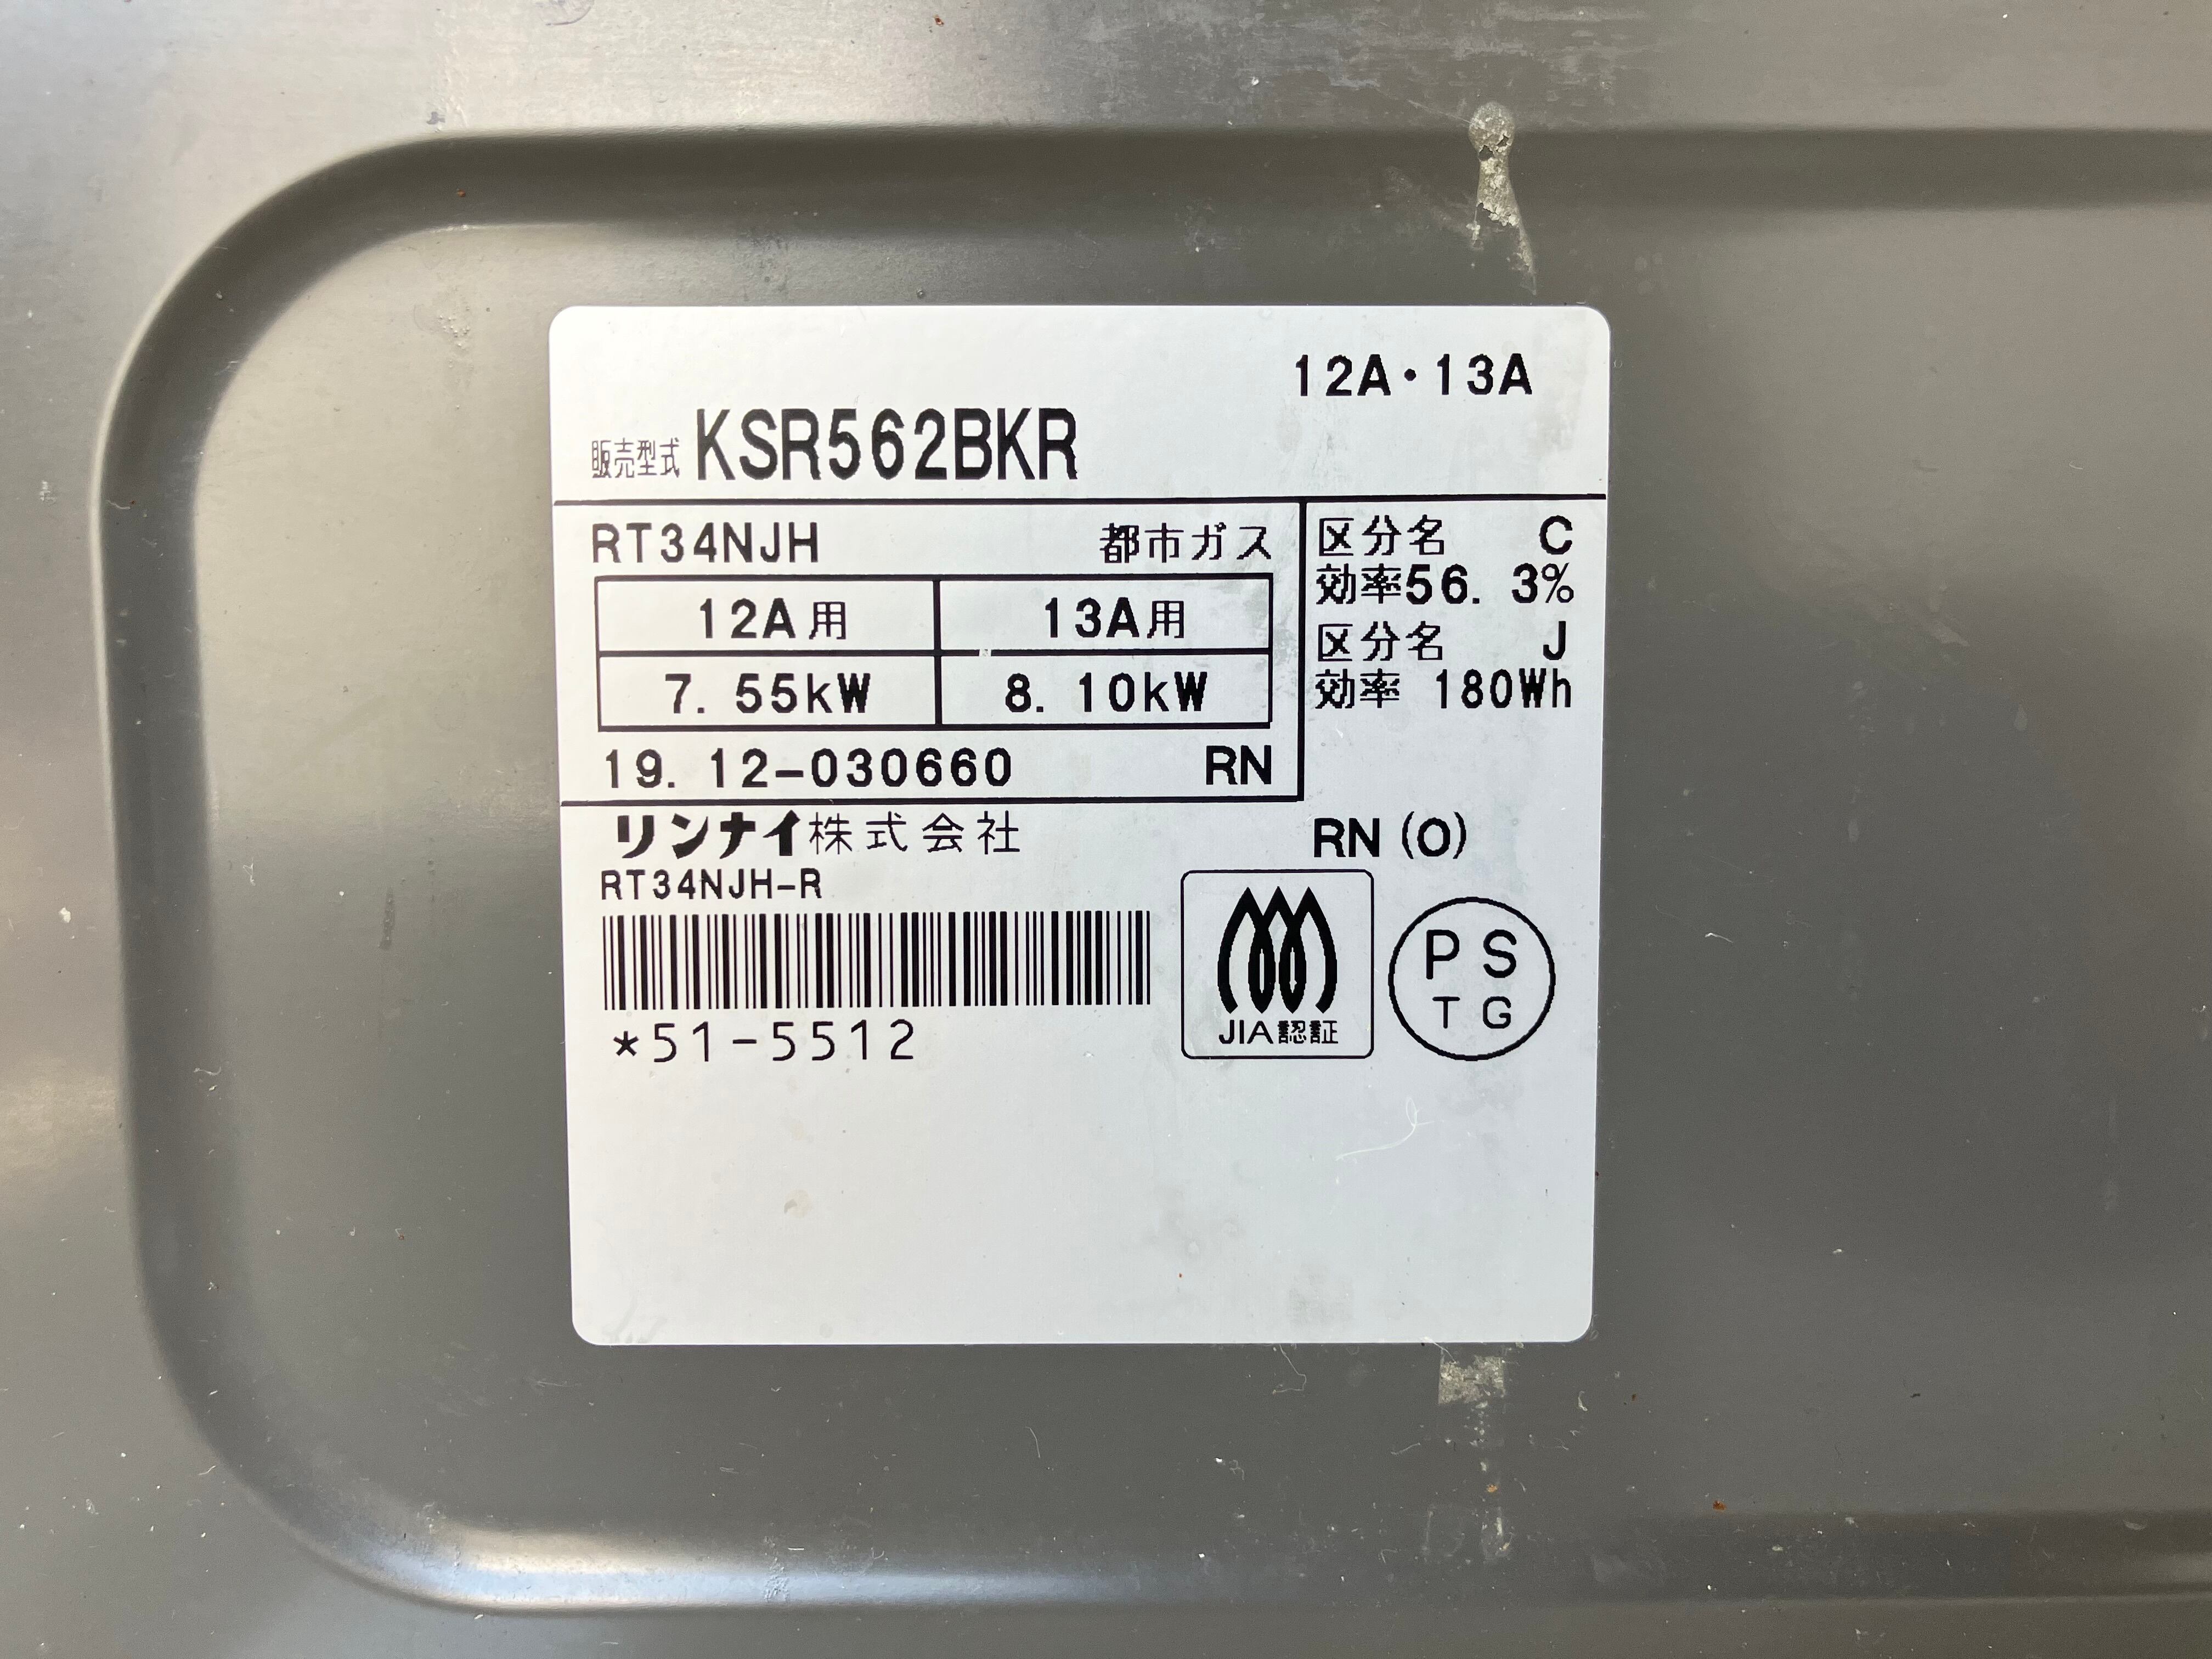 12A・13A
販売型式 KSR562BKR
RT34NJH 都市ガス
12A用 13A用
7.55kW 8.10kW
19.12-030660 RN
区分名 C
効率56.3%
区分名 J
効率 180Wh
リンナイ株式会社 RN(O)
RT34NJH-R
*51-5512
JIA認証
PS
TG